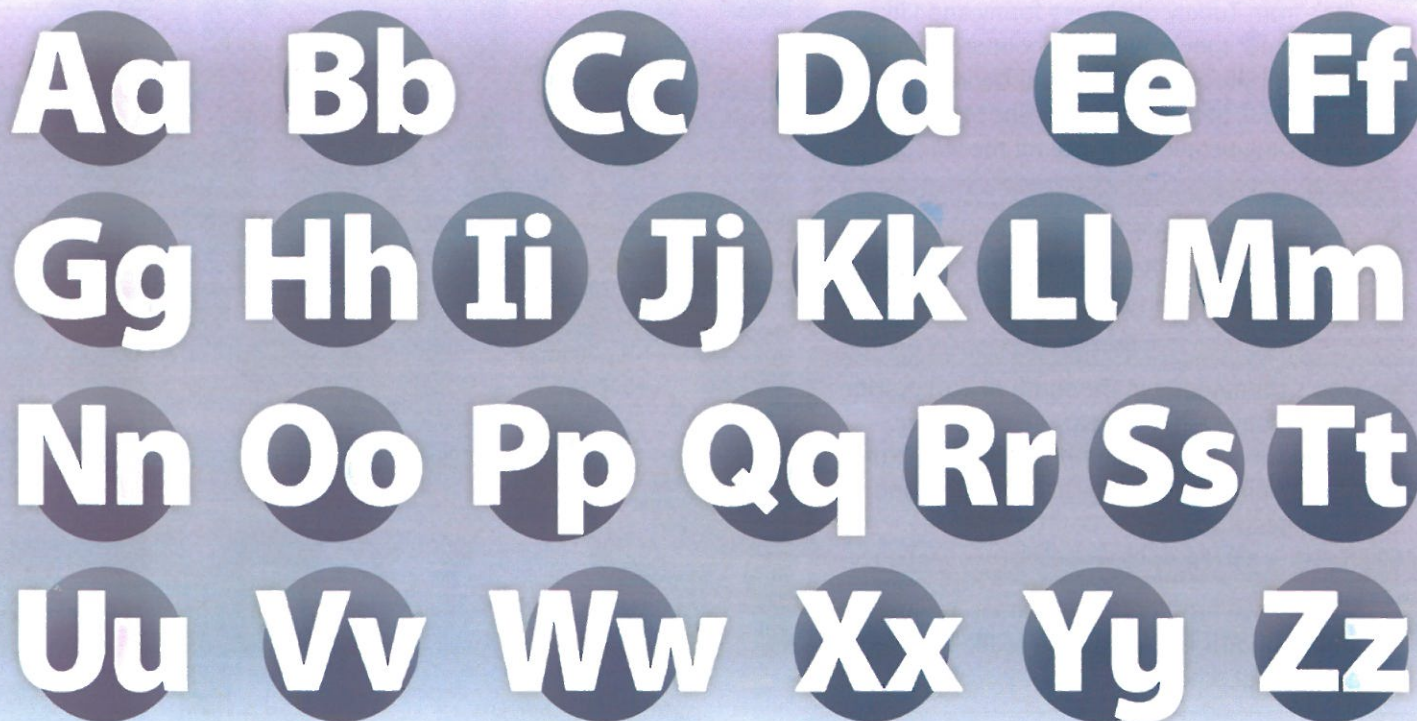 Aa Bb Cc Dd Ee Ff
Gg Hh Ii Jj Kk Ll Mm
Nn Oo Pp Qq Rr Ss Tt
Uu Vv Ww Xx Yy Zz